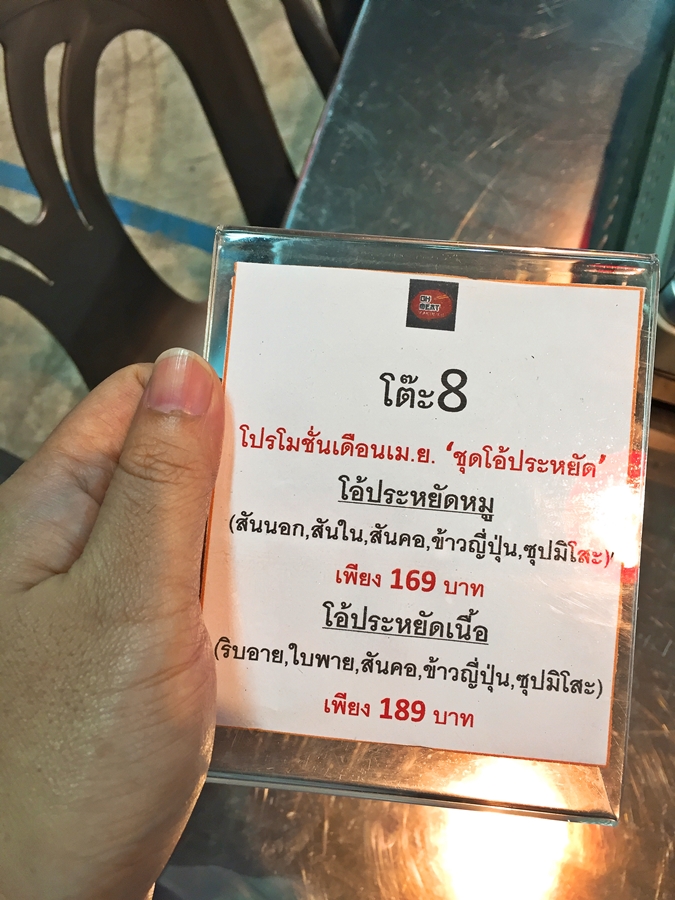 OH
MEAT
โต๊ะ8
โปรโมชั่นเดือนเม.ย. ‘ชุดโอ้ประหยัด’
โอ้ประหยัดหมู
(สันนอก,สันใน,สันคอ,ข้าวญี่ปุ่น,ซุปมิโสะ)
เพียง 169 บาท
โอ้ประหยัดเนื้อ
(ริบอาย,ใบพาย,สันคอ,ข้าวญี่ปุ่น,ซุปมิโสะ)
เพียง 189 บาท